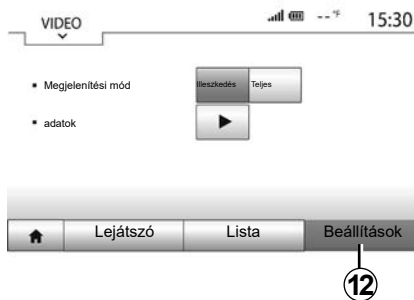 VIDEO --°F 15:30
▪ Megjelenítési mód Illeszkedés Teljes
▪ adatok
Lejátszó Lista Beállítások
12